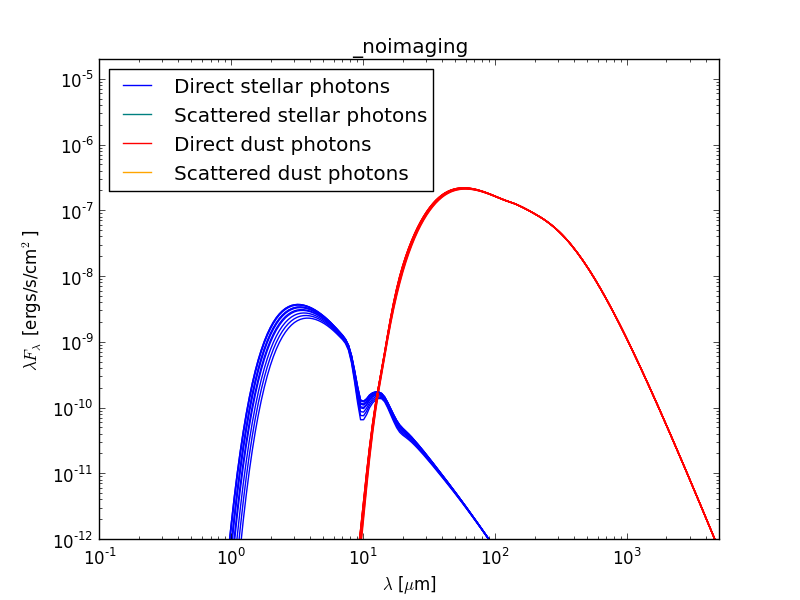 _noimaging
Direct stellar photons
Scattered stellar photons
Direct dust photons
Scattered dust photons
10^-5
10^-6
10^-7
10^-8
10^-9
10^-10
10^-11
10^-12
λF_λ [ergs/s/cm^2 ]
10^-1
10^0
10^1
10^2
10^3
λ [μm]